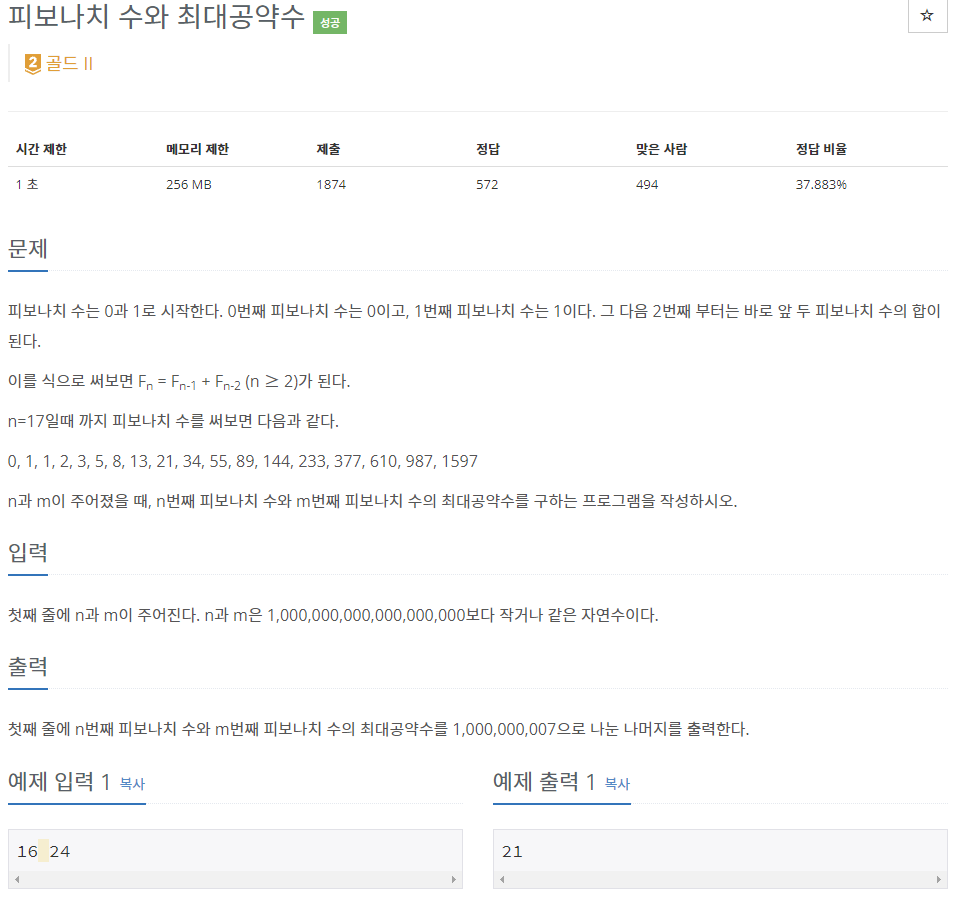 피보나치 수와 최대공약수 성공
☆
2 골드 II
시간 제한 메모리 제한 제출 정답 맞은 사람 정답 비율
1 초 256 MB 1874 572 494 37.883%
문제
피보나치 수는 0과 1로 시작한다. 0번째 피보나치 수는 0이고, 1번째 피보나치 수는 1이다. 그 다음 2번째 부터는 바로 앞 두 피보나치 수의 합이
된다.
이를 식으로 써보면 Fn = Fn-1 + Fn-2 (n ≥ 2)가 된다.
n=17일때 까지 피보나치 수를 써보면 다음과 같다.
0, 1, 1, 2, 3, 5, 8, 13, 21, 34, 55, 89, 144, 233, 377, 610, 987, 1597
n과 m이 주어졌을 때, n번째 피보나치 수와 m번째 피보나치 수의 최대공약수를 구하는 프로그램을 작성하시오.
입력
첫째 줄에 n과 m이 주어진다. n과 m은 1,000,000,000,000,000,000보다 작거나 같은 자연수이다.
출력
첫째 줄에 n번째 피보나치 수와 m번째 피보나치 수의 최대공약수를 1,000,000,007으로 나눈 나머지를 출력한다.
예제 입력 1 복사
16 24
예제 출력 1 복사
21